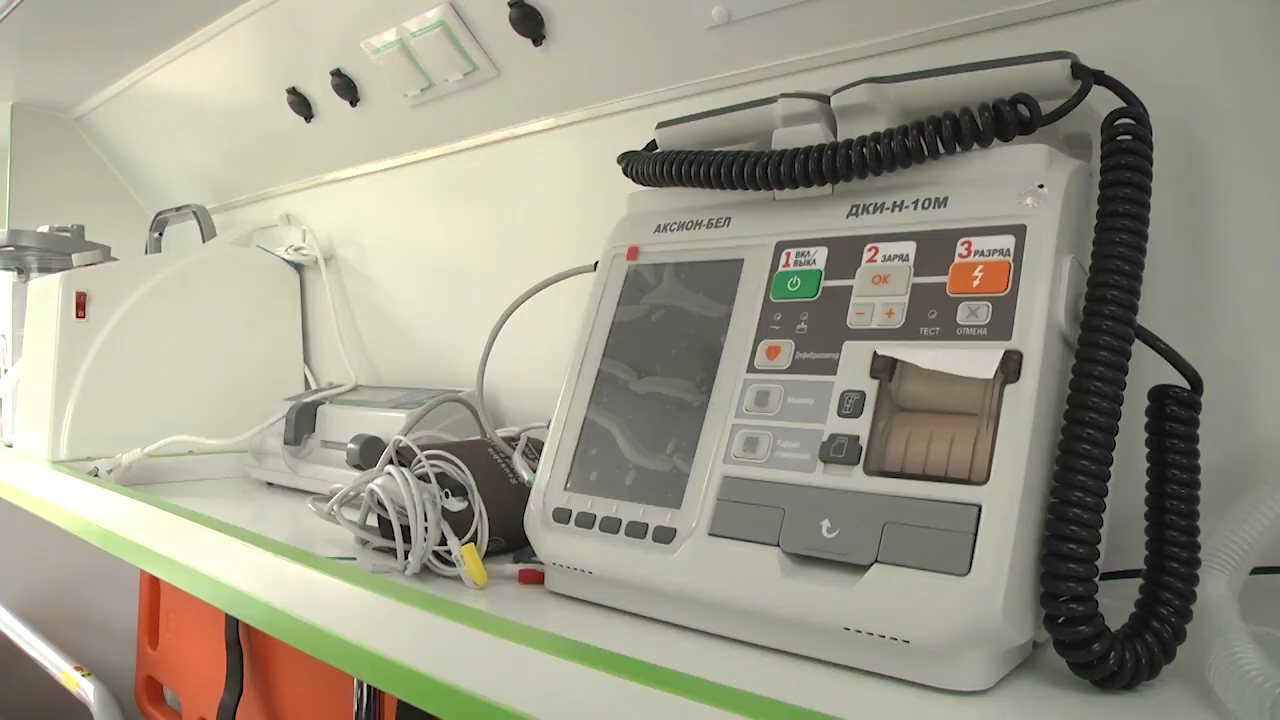 АКСИОН-БЕЛ
ДКИ-Н-10М
1 ВКЛ/
ВЫКЛ
2 ЗАРЯД
3 РАЗРЯД
OK
ТЕСТ
ОТМЕНА
Дефибриллятор
Монитор